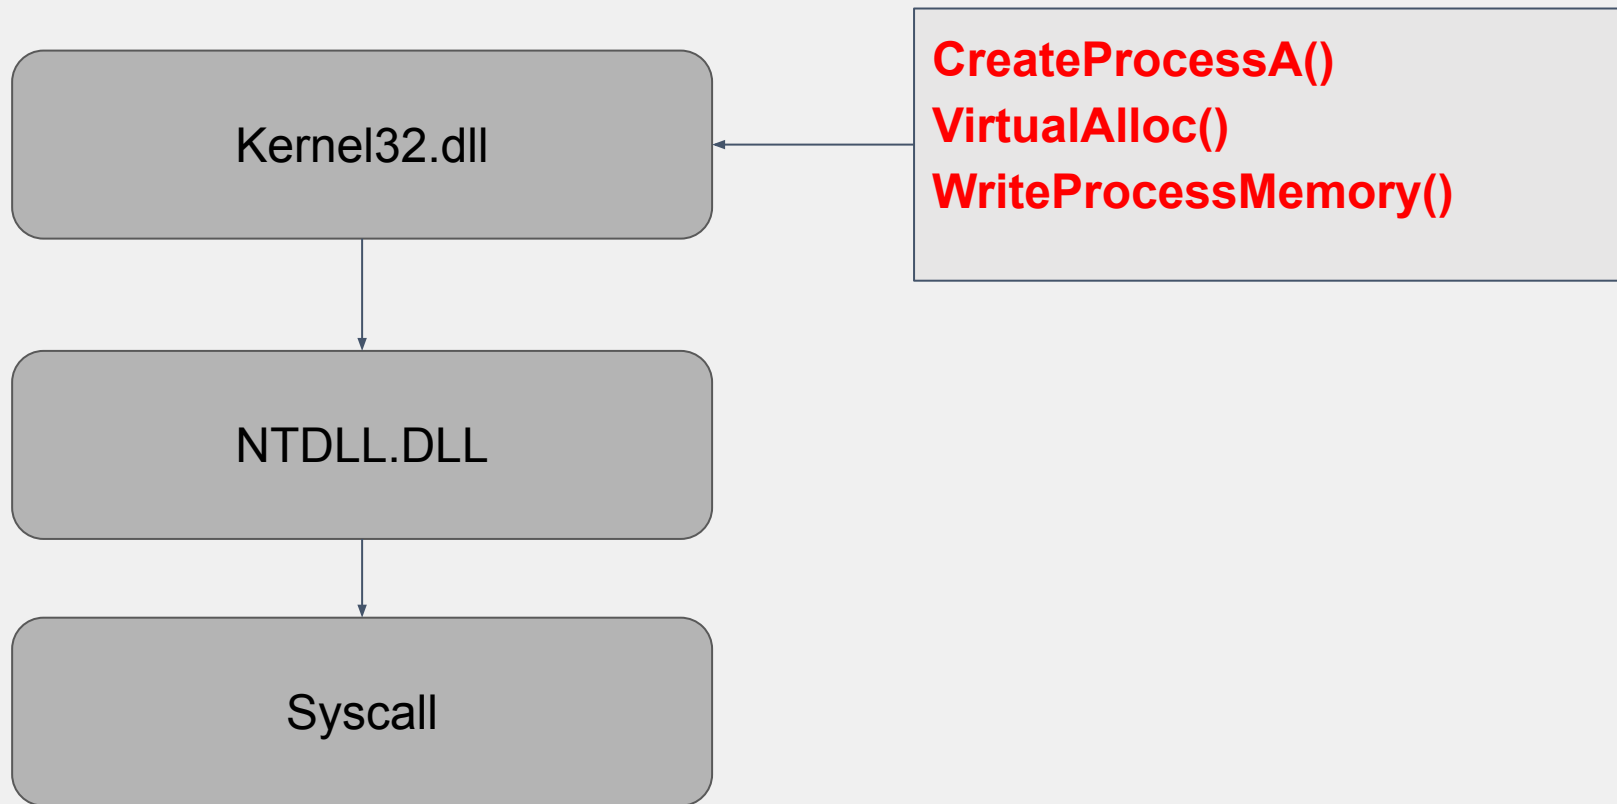 Kernel32.dll
CreateProcessA()
VirtualAlloc()
WriteProcessMemory()
NTDLL.DLL
Syscall